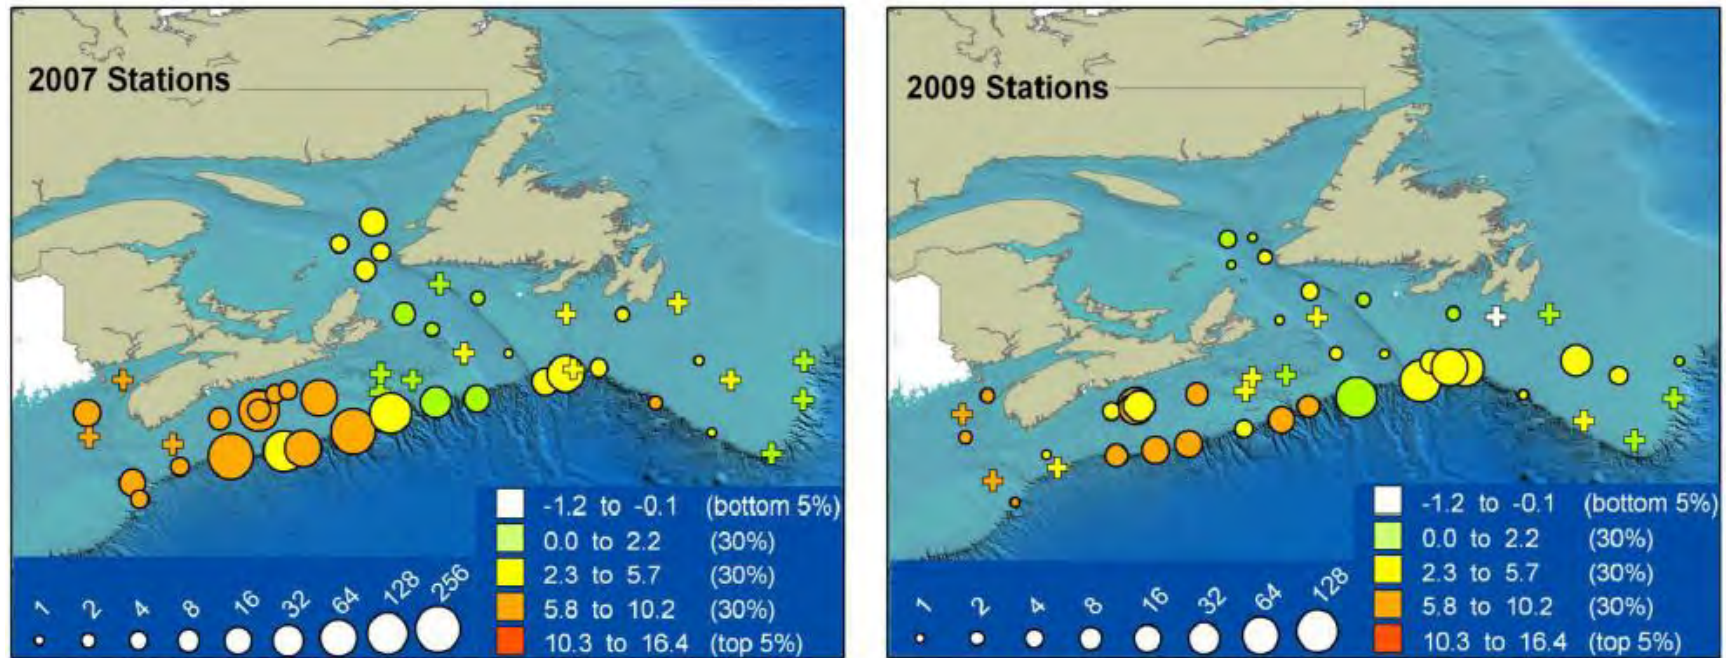 2007 Stations
-1.2 to -0.1 (bottom 5%)
0.0 to 2.2 (30%)
2.3 to 5.7 (30%)
5.8 to 10.2 (30%)
10.3 to 16.4 (top 5%)
1 2 4 8 16 32 64 128 256
2009 Stations
-1.2 to -0.1 (bottom 5%)
0.0 to 2.2 (30%)
2.3 to 5.7 (30%)
5.8 to 10.2 (30%)
10.3 to 16.4 (top 5%)
1 2 4 8 16 32 64 128